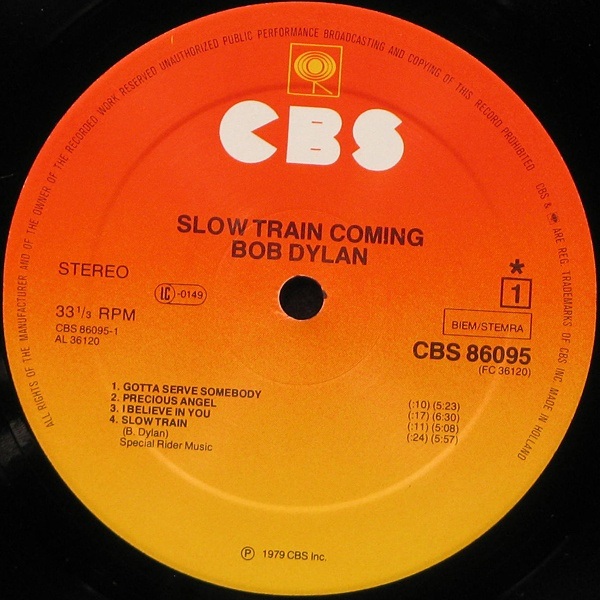 ALL RIGHTS OF THE MANUFACTURER AND OF THE OWNER OF THE RECORDED WORK RESERVED UNAUTHORIZED PUBLIC PERFORMANCE BROADCASTING AND COPYING OF THIS RECORD PROHIBITED CBS & ARE REG. TRADEMARKS OF CBS INC. MADE IN HOLLAND
CBS
SLOW TRAIN COMING
BOB DYLAN
STEREO
LC -0149
* 1
33 1/3 RPM
BIEM/STEMRA
CBS 86095-1
AL 36120
CBS 86095
(FC 36120)
1. GOTTA SERVE SOMEBODY (:10) (5:23)
2. PRECIOUS ANGEL (:17) (6:30)
3. I BELIEVE IN YOU (:11) (5:08)
4. SLOW TRAIN (:24) (5:57)
(B. Dylan)
Special Rider Music
Ⓟ 1979 CBS Inc.